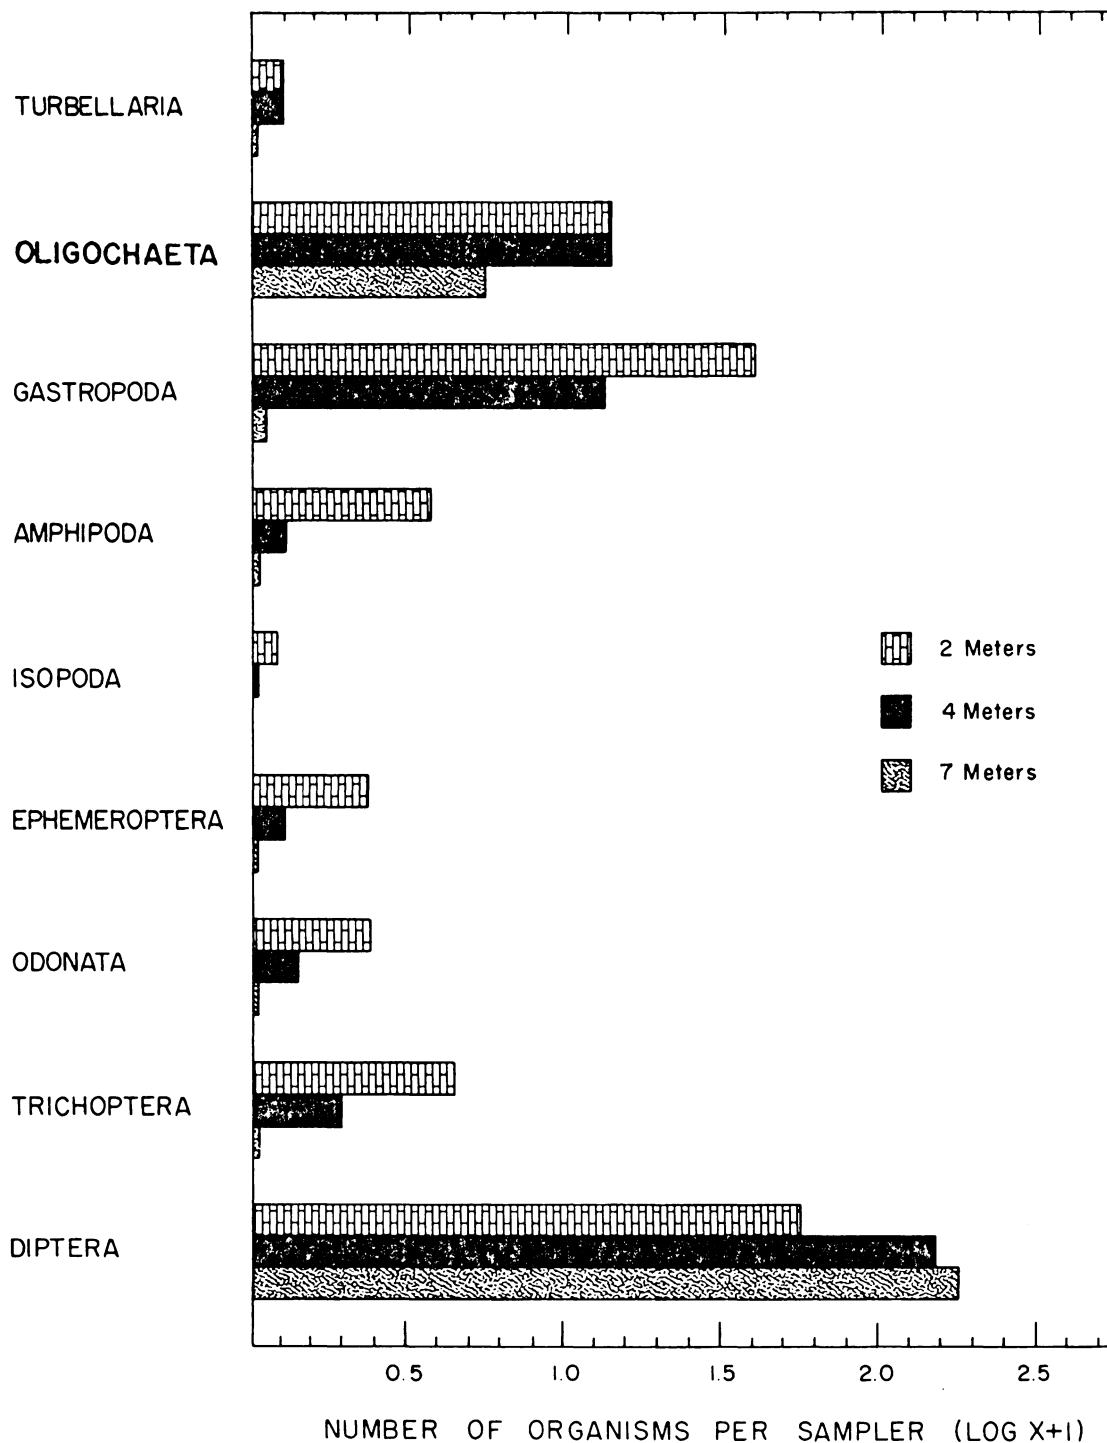 TURBELLARIA
OLIGOCHAETA
GASTROPODA
AMPHIPODA
ISOPODA
2 Meters
4 Meters
7 Meters
EPHEMEROPTERA
ODONATA
TRICHOPTERA
DIPTERA
0.5 1.0 1.5 2.0 2.5
NUMBER OF ORGANISMS PER SAMPLER (LOG X+1)